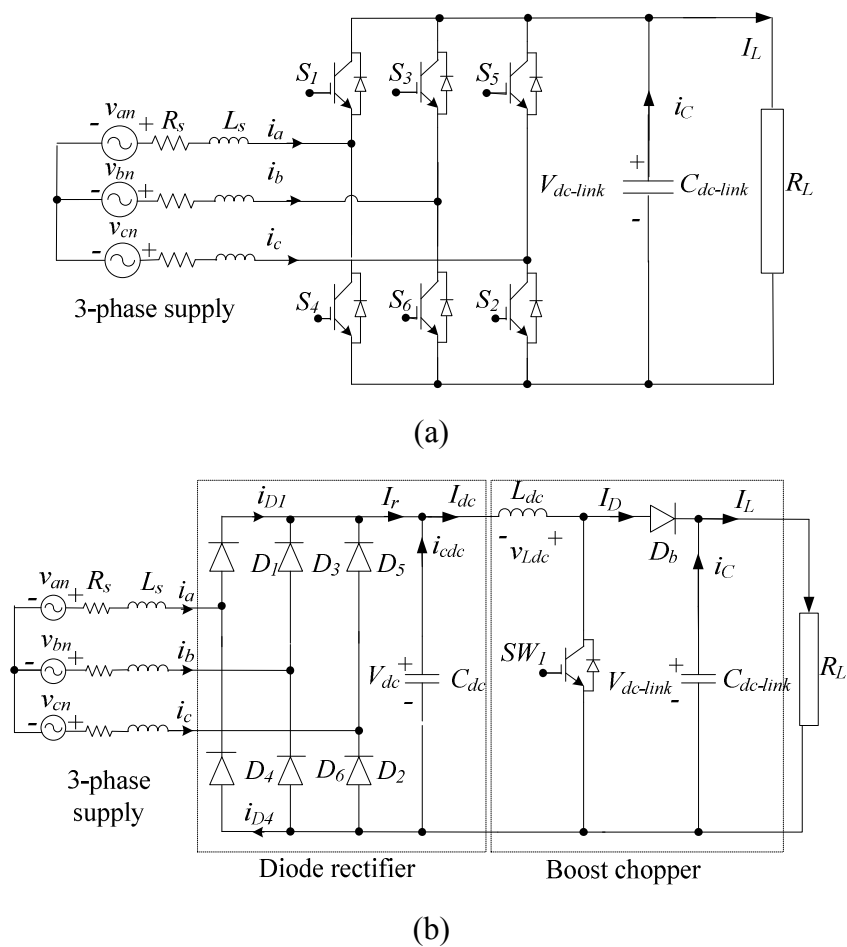 S1 S3 S5 IL
van Rs Ls ia iC
- +
vbn ib
- + Vdc-link + - Cdc-link RL
vcn ic
- +
3-phase supply S4 S6 S2
(a)
iD1 Ir Idc Ldc ID IL
icdc - vLdc + Db iC
D1 D3 D5
van Rs Ls ia
- +
vbn ib SW1
- + Vdc + - Cdc Vdc-link + - Cdc-link RL
vcn ic
- +
3-phase D4 D6 D2
supply iD4
Diode rectifier Boost chopper
(b)